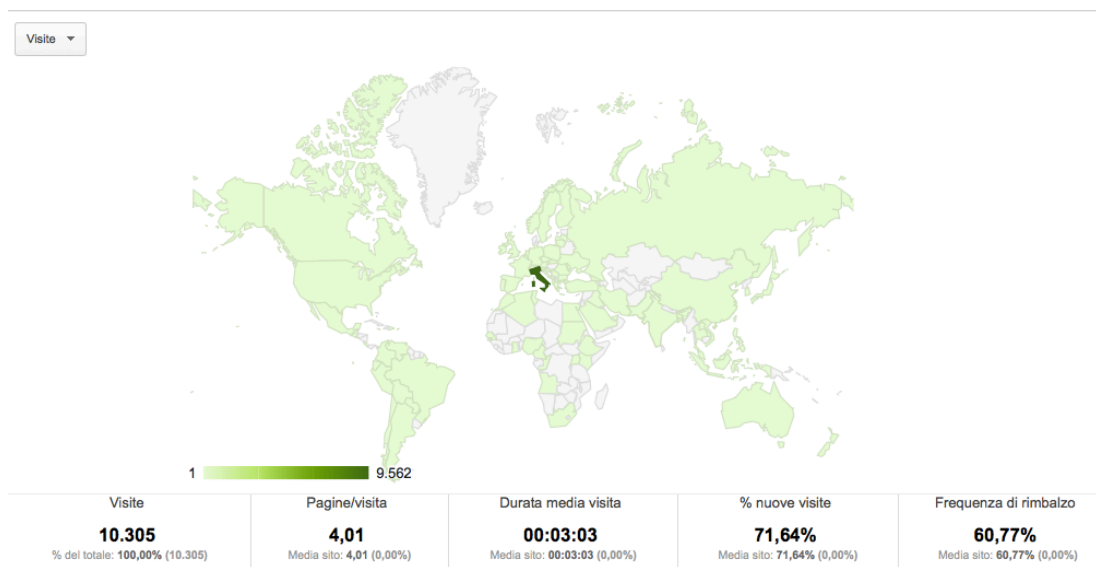 Visite
1 9.562
Visite Pagine/visita Durata media visita % nuove visite Frequenza di rimbalzo
10.305 4,01 00:03:03 71,64% 60,77%
% del totale: 100,00% (10.305) Media sito: 4,01 (0,00%) Media sito: 00:03:03 (0,00%) Media sito: 71,64% (0,00%) Media sito: 60,77% (0,00%)